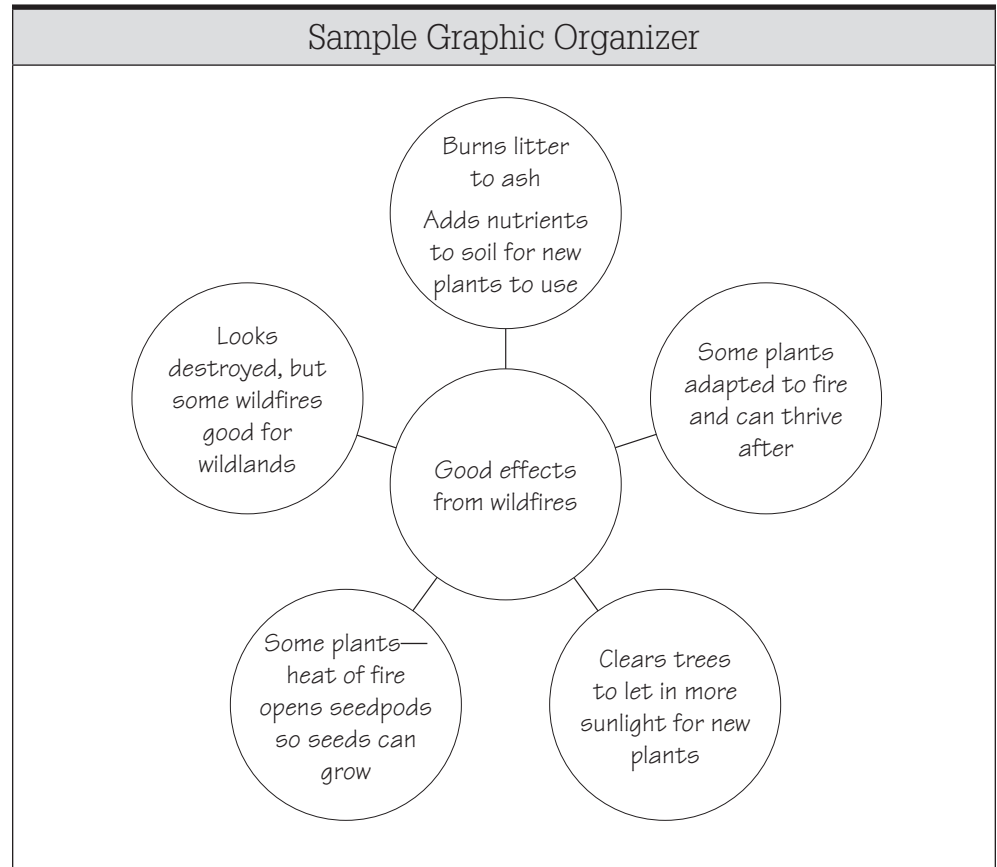 Sample Graphic Organizer
Burns litter
to ash
Adds nutrients
to soil for new
plants to use
Looks
destroyed, but
some wildfires
good for
wildlands
Some plants
adapted to fire
and can thrive
after
Good effects
from wildfires
Some plants—
heat of fire
opens seedpods
so seeds can
grow
Clears trees
to let in more
sunlight for new
plants